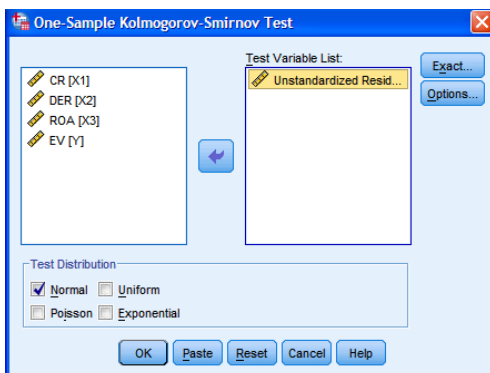 One-Sample Kolmogorov-Smirnov Test
Test Variable List:
CR [X1]
DER [X2]
ROA [X3]
EV [Y]
Unstandardized Resid...
Exact...
Options...
Test Distribution
Normal
Uniform
Poisson
Exponential
OK
Paste
Reset
Cancel
Help